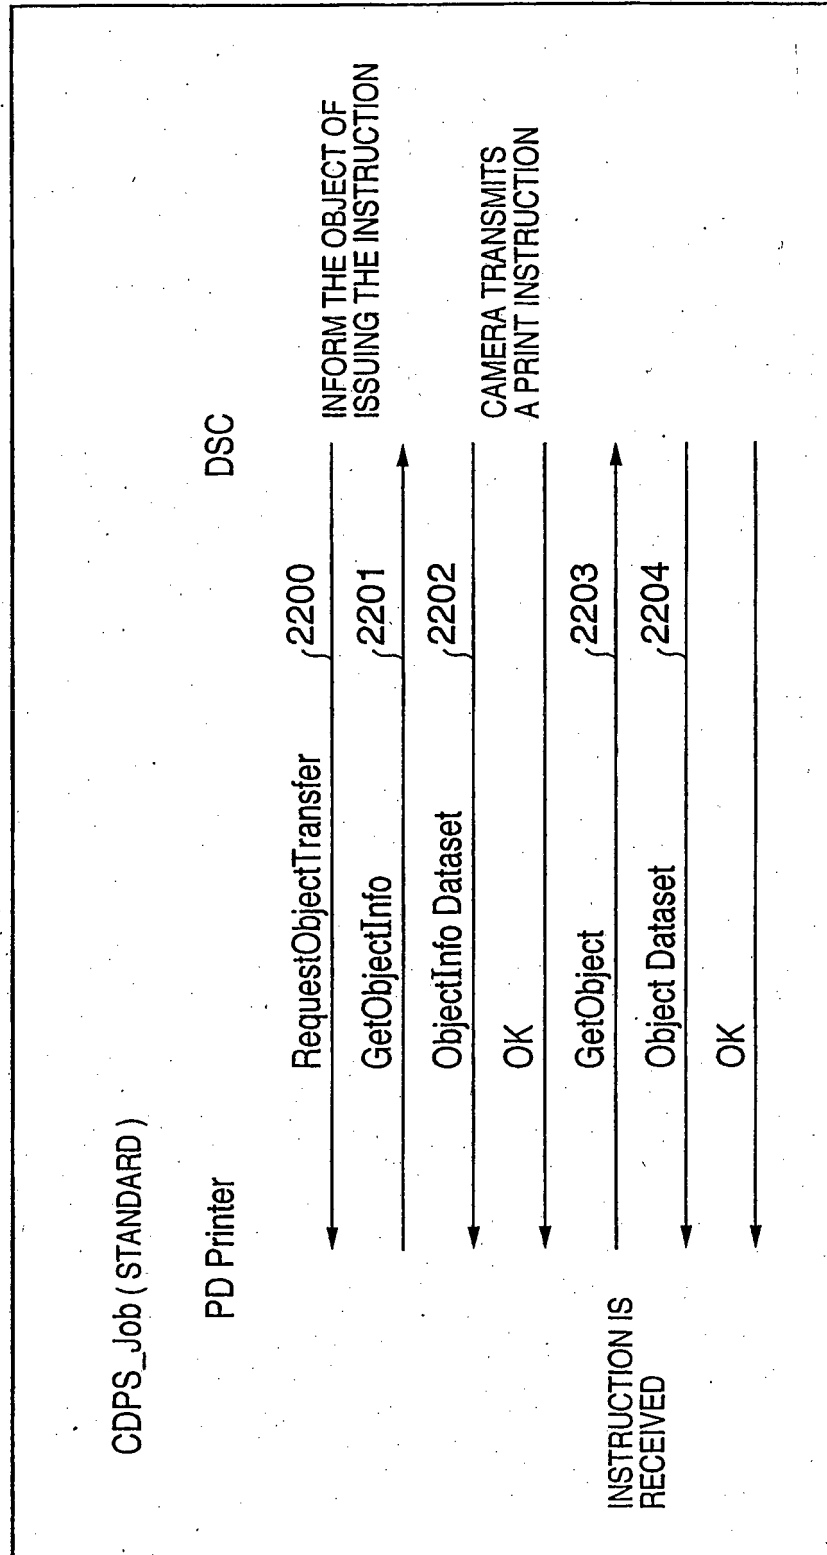 CDPS_Job ( STANDARD )
PD Printer
DSC
RequestObjectTransfer
2200
INFORM THE OBJECT OF
ISSUING THE INSTRUCTION
GetObjectInfo
2201
ObjectInfo Dataset
2202
CAMERA TRANSMITS
A PRINT INSTRUCTION
OK
INSTRUCTION IS
RECEIVED
GetObject
2203
Object Dataset
2204
OK